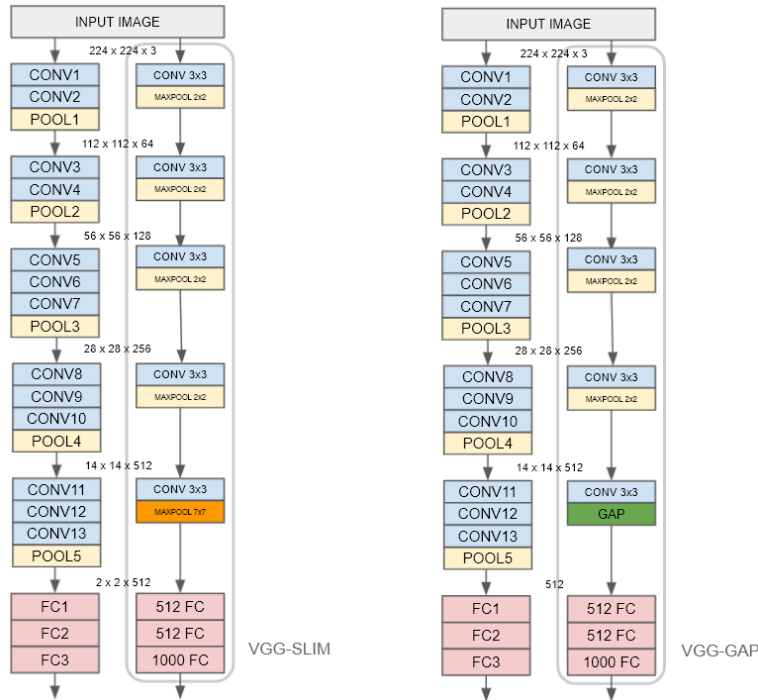 INPUT IMAGE
224 x 224 x 3
CONV1
CONV2
POOL1
CONV 3x3
MAXPOOL 2x2
112 x 112 x 64
CONV3
CONV4
POOL2
CONV 3x3
MAXPOOL 2x2
56 x 56 x 128
CONV5
CONV6
CONV7
POOL3
CONV 3x3
MAXPOOL 2x2
28 x 28 x 256
CONV8
CONV9
CONV10
POOL4
CONV 3x3
MAXPOOL 2x2
14 x 14 x 512
CONV11
CONV12
CONV13
POOL5
CONV 3x3
MAXPOOL 7x7
2 x 2 x 512
FC1
FC2
FC3
512 FC
512 FC
1000 FC
VGG-SLIM
INPUT IMAGE
224 x 224 x 3
CONV1
CONV2
POOL1
CONV 3x3
MAXPOOL 2x2
112 x 112 x 64
CONV3
CONV4
POOL2
CONV 3x3
MAXPOOL 2x2
56 x 56 x 128
CONV5
CONV6
CONV7
POOL3
CONV 3x3
MAXPOOL 2x2
28 x 28 x 256
CONV8
CONV9
CONV10
POOL4
CONV 3x3
MAXPOOL 2x2
14 x 14 x 512
CONV11
CONV12
CONV13
POOL5
CONV 3x3
GAP
512
FC1
FC2
FC3
512 FC
512 FC
1000 FC
VGG-GAP